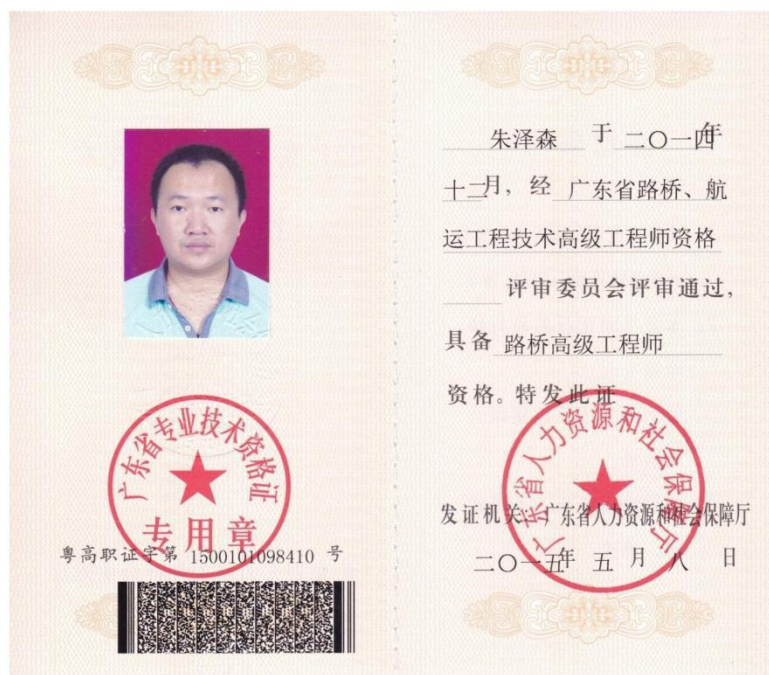 广东省专业技术资格证
专用章
粤高职证字第 1500101098410 号
朱泽森 于 二〇一四年
十二月，经 广东省路桥、航
运工程技术高级工程师资格
评审委员会评审通过，
具备 路桥高级工程师
资格。特发此证
广东省人力资源和社会保障厅
发证机关：广东省人力资源和社会保障厅
二〇一五年 五 月 八 日